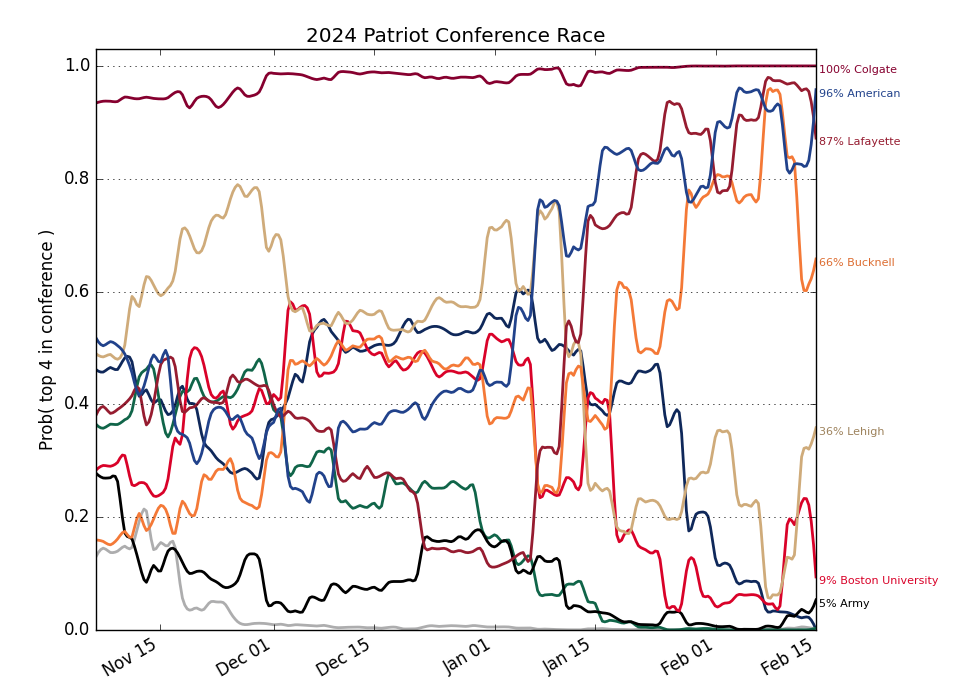 2024 Patriot Conference Race
Prob( top 4 in conference )
1.0
0.8
0.6
0.4
0.2
0.0
100% Colgate
96% American
87% Lafayette
66% Bucknell
36% Lehigh
9% Boston University
5% Army
Nov 15
Dec 01
Dec 15
Jan 01
Jan 15
Feb 01
Feb 15